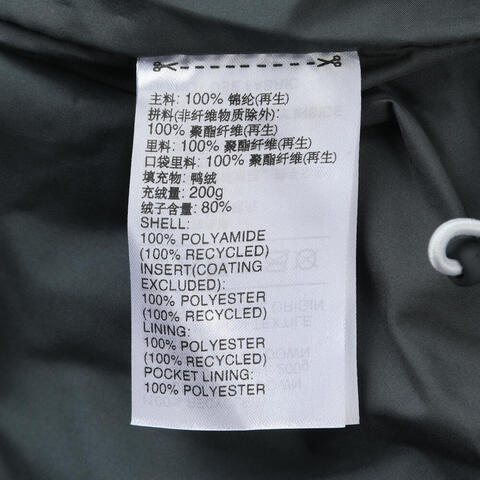 主料: 100% 锦纶(再生)
拼料(非纤维物质除外):
100% 聚酯纤维(再生)
里料: 100% 聚酯纤维(再生)
口袋里料: 100% 聚酯纤维
填充物: 鸭绒
充绒量: 200g
绒子含量: 80%
SHELL:
100% POLYAMIDE
(100% RECYCLED)
INSERT(COATING
EXCLUDED):
100% POLYESTER
(100% RECYCLED)
LINING:
100% POLYESTER
(100% RECYCLED)
POCKET LINING:
100% POLYESTER